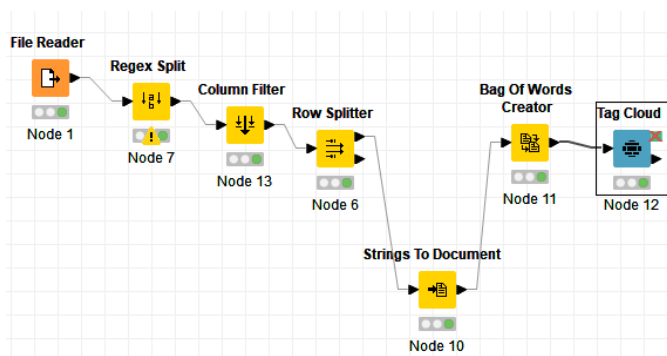 File Reader
Node 1
Regex Split
Node 7
Column Filter
Node 13
Row Splitter
Node 6
Strings To Document
Node 10
Bag Of Words
Creator
Node 11
Tag Cloud
Node 12